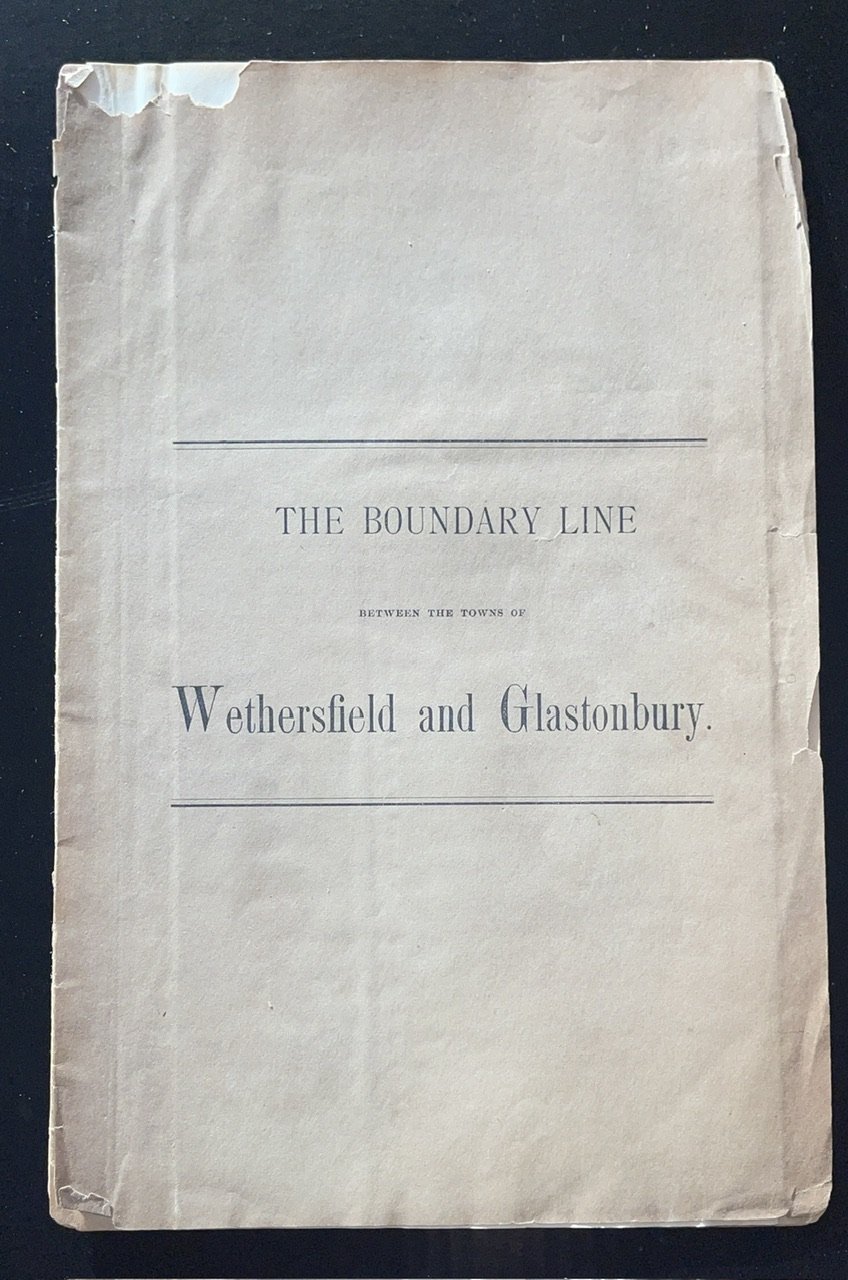 THE BOUNDARY LINE
BETWEEN THE TOWNS OF
Wethersfield and Glastonbury.